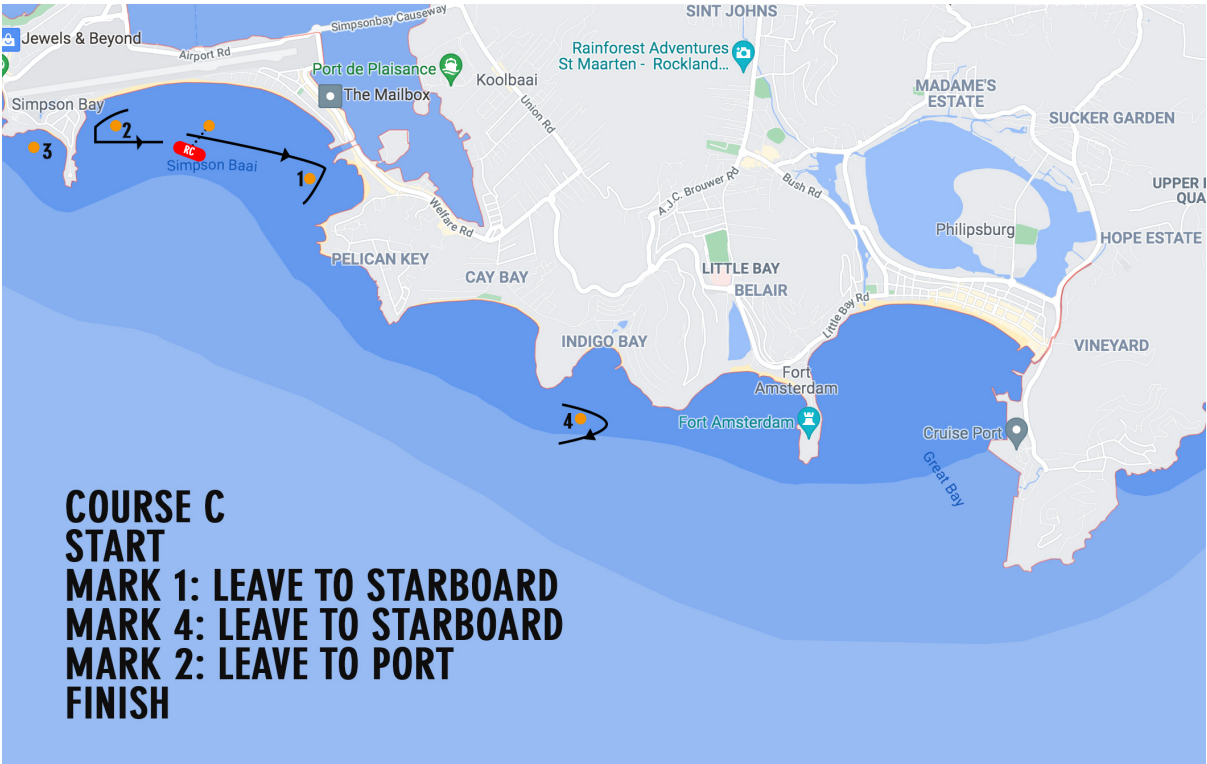 SINT JOHNS
Simpsonbay Causeway
Jewels & Beyond
Airport Rd
Rainforest Adventures
St Maarten - Rockland...
Port de Plaisance
Koolbaai
The Mailbox
MADAME'S
ESTATE
Simpson Bay
Union Rd
SUCKER GARDEN
2
3
RC
Simpson Baai
1
A.J.C. Brouwer Rd
Bush Rd
Welfare Rd
Philipsburg
HOPE ESTATE
PELICAN KEY
CAY BAY
LITTLE BAY
BELAIR
Little Bay Rd
INDIGO BAY
VINEYARD
Fort
Amsterdam
4
Fort Amsterdam
Cruise Port
Great Bay
COURSE C
START
MARK 1: LEAVE TO STARBOARD
MARK 4: LEAVE TO STARBOARD
MARK 2: LEAVE TO PORT
FINISH